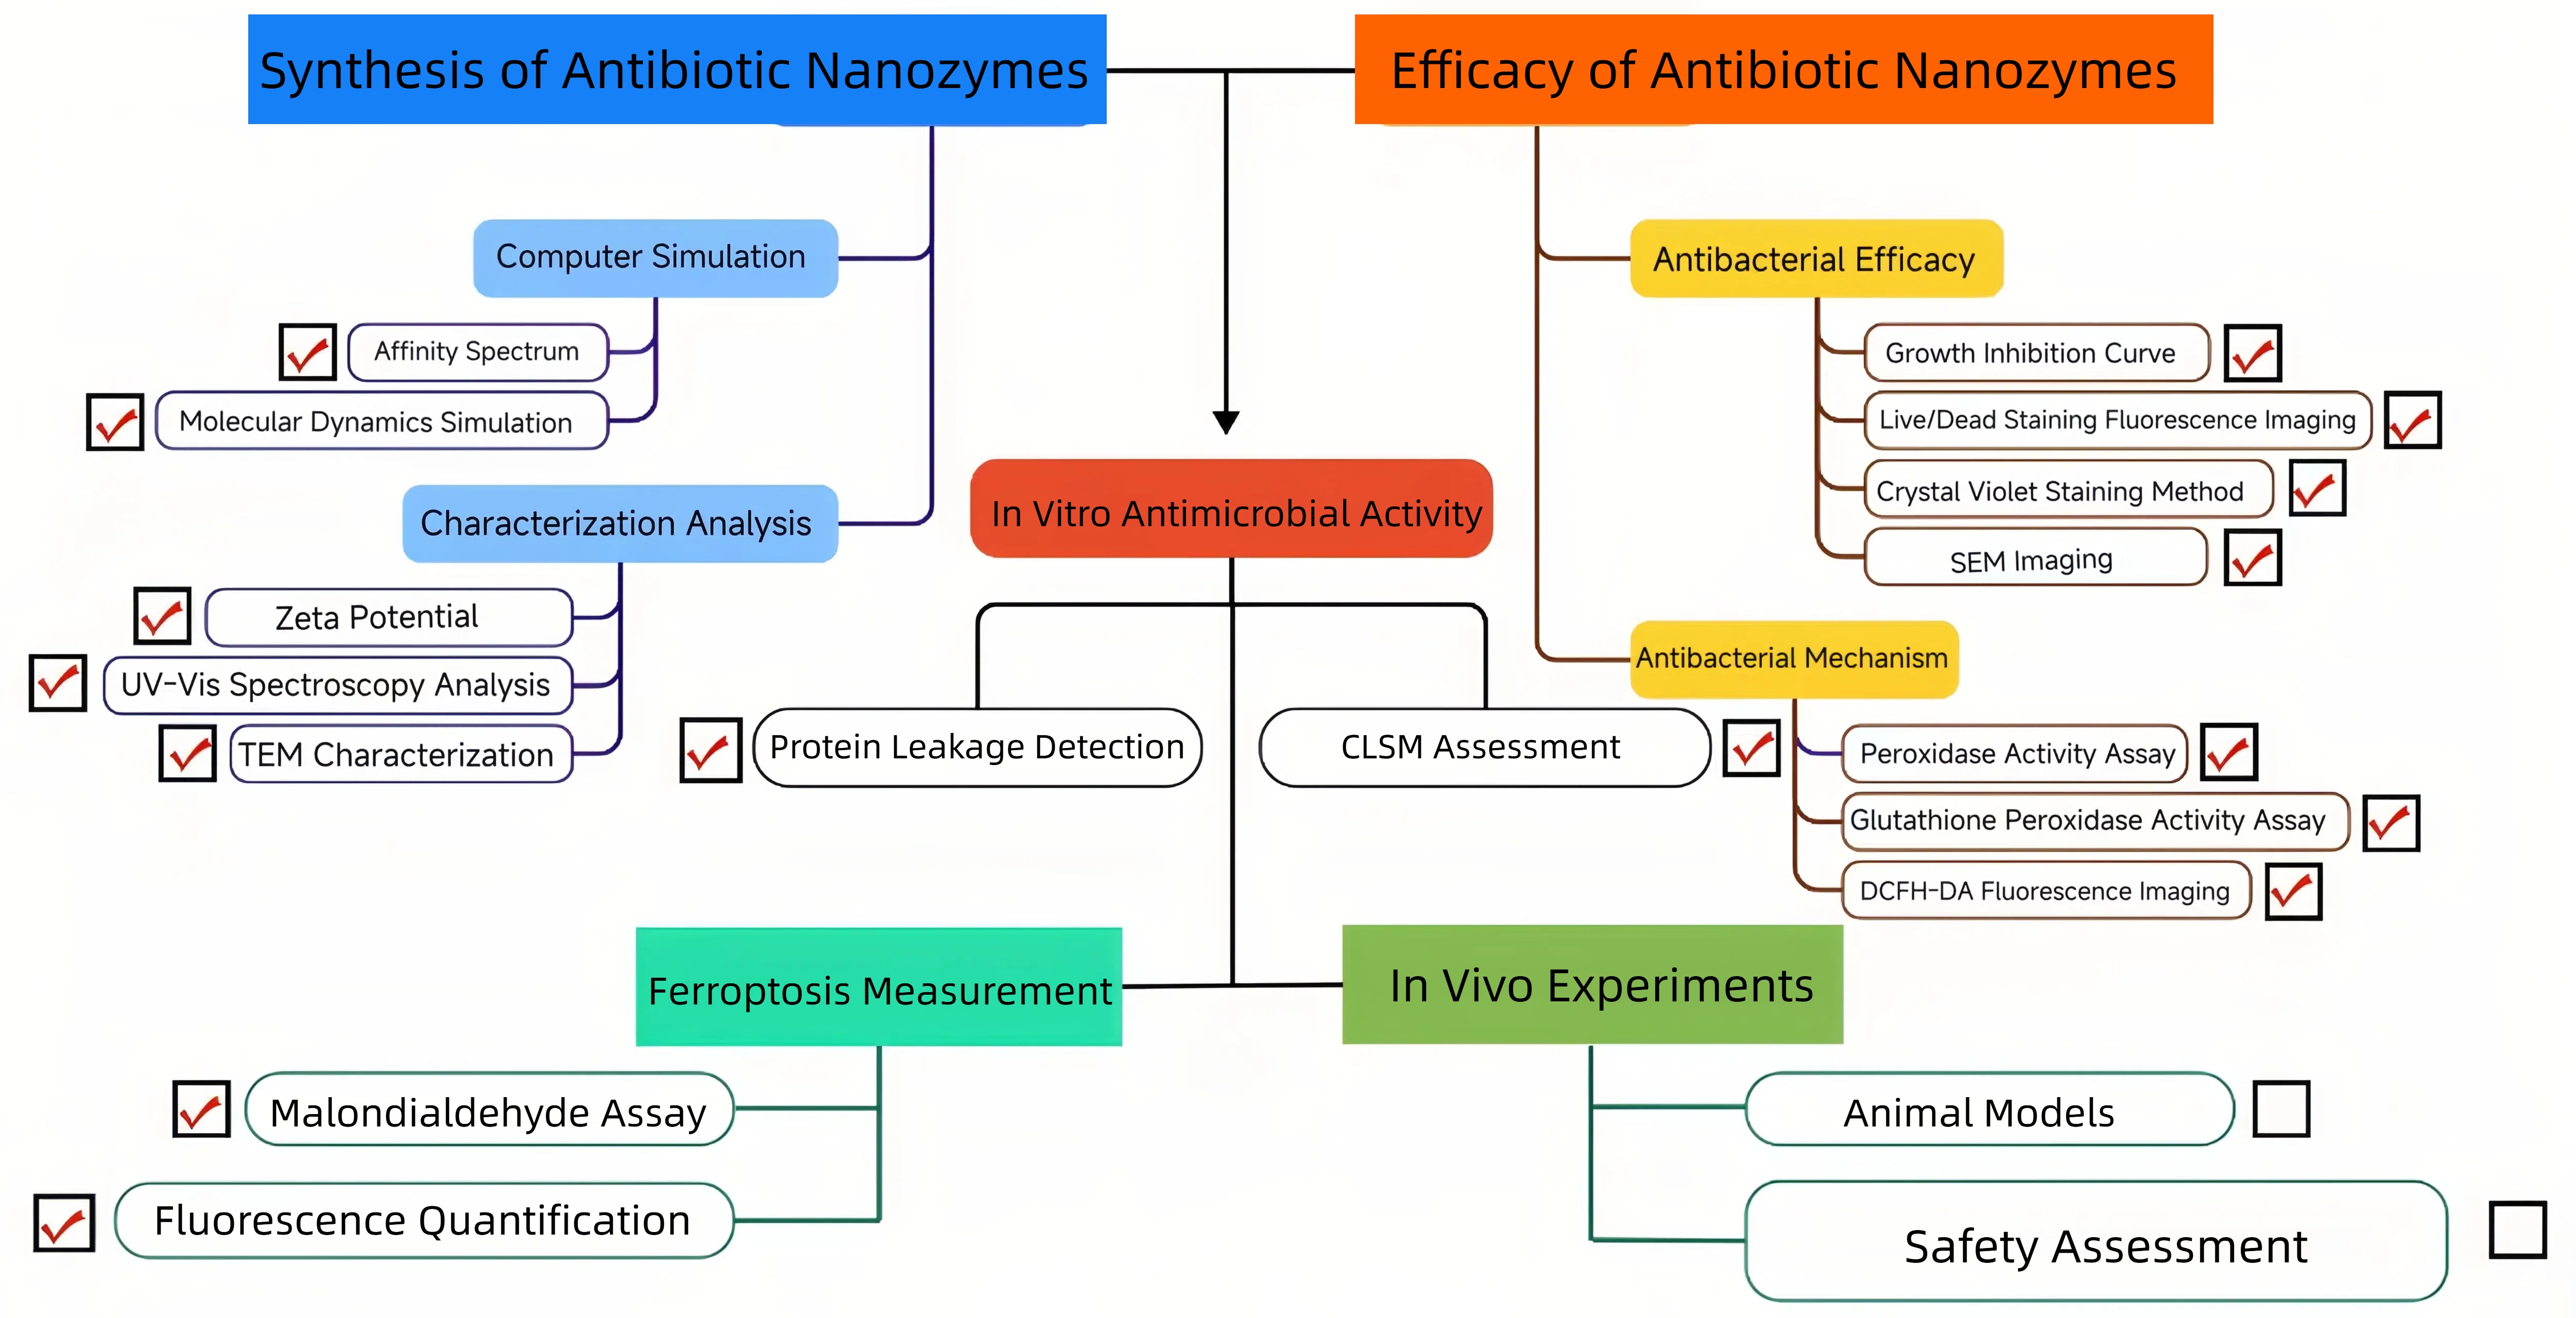 Synthesis of Antibiotic Nanozymes
Efficacy of Antibiotic Nanozymes
Computer Simulation
Affinity Spectrum
Molecular Dynamics Simulation
Characterization Analysis
Zeta Potential
UV-Vis Spectroscopy Analysis
TEM Characterization
Antibacterial Efficacy
Growth Inhibition Curve
Live/Dead Staining Fluorescence Imaging
Crystal Violet Staining Method
SEM Imaging
Antibacterial Mechanism
Peroxidase Activity Assay
Glutathione Peroxidase Activity Assay
DCFH-DA Fluorescence Imaging
In Vitro Antimicrobial Activity
Protein Leakage Detection
CLSM Assessment
Ferroptosis Measurement
Malondialdehyde Assay
Fluorescence Quantification
In Vivo Experiments
Animal Models
Safety Assessment